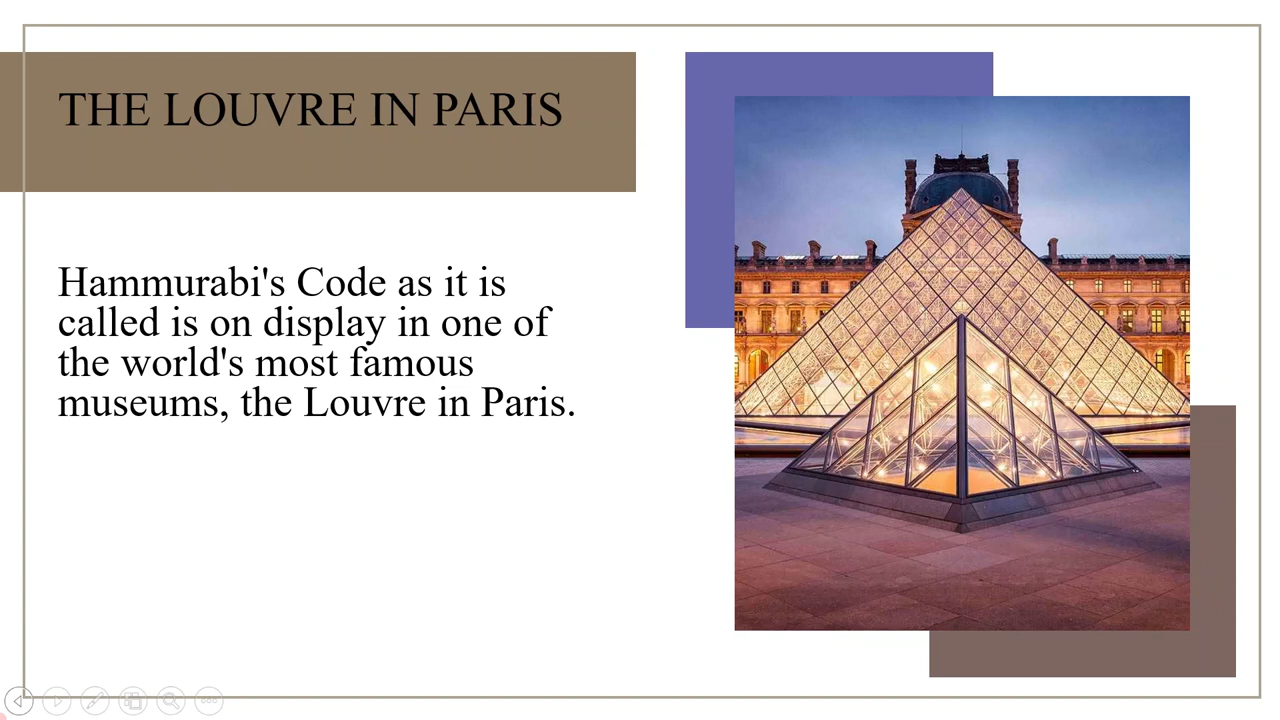 THE LOUVRE IN PARIS
Hammurabi's Code as it is
called is on display in one of
the world's most famous
museums, the Louvre in Paris.